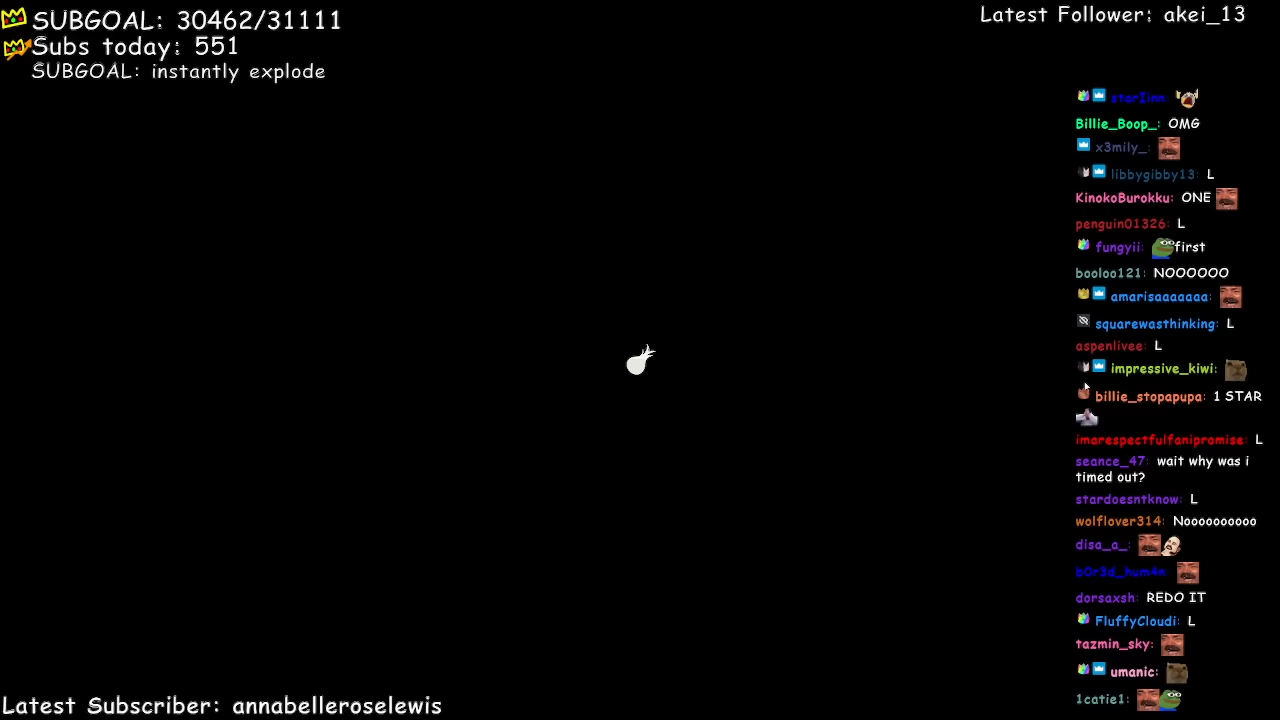 SUBGOAL: 30462/31111
Subs today: 551
SUBGOAL: instantly explode
Latest Follower: akei_13
starIinn:
Billie_Boop_: OMG
x3mily_:
libbygibby13: L
KinokoBurokku: ONE
penguin01326: L
fungyii: first
booloo121: NOOOOOO
amarisaaaaaaa:
squarewasthinking: L
aspenlivee: L
impressive_kiwi:
billie_stopapupa: 1 STAR
imarespectfulfanipromise: L
seance_47: wait why was i
timed out?
stardoesntknow: L
wolflover314: Noooooooooo
disa_a_:
b0r3d_hum4n
dorsaxsh: REDO IT
FluffyCloudi: L
tazmin_sky:
umanic:
1catie1:
Latest Subscriber: annabelleroselewis